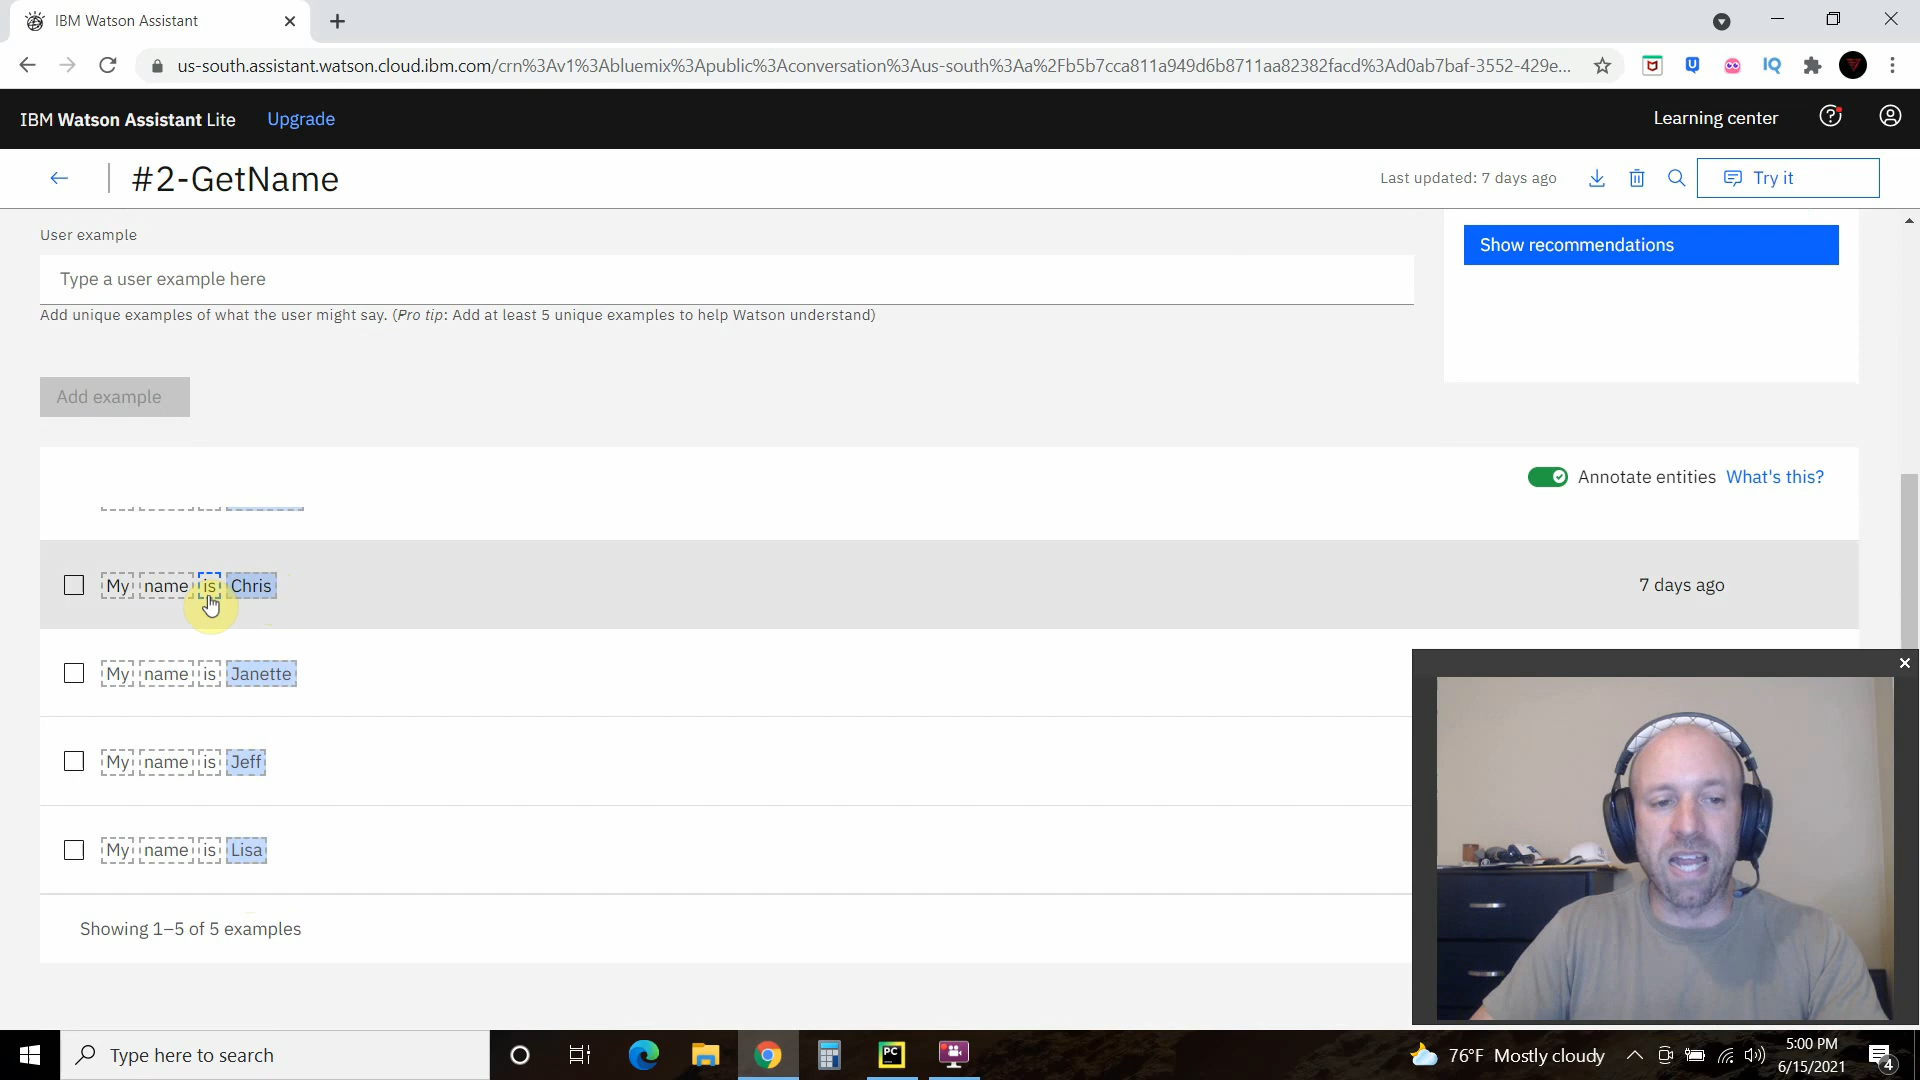 IBM Watson Assistant
us-south.assistant.watson.cloud.ibm.com/crn%3Av1%3Abluemix%3Apublic%3Aconversation%3Aus-south%3Aa%2Fb5b7cca811a949d6b8711aa82382facd%3Ad0ab7baf-3552-429e...
IBM Watson Assistant Lite Upgrade Learning center
#2-GetName Last updated: 7 days ago Try it
User example
Show recommendations
Type a user example here
Add unique examples of what the user might say. (Pro tip: Add at least 5 unique examples to help Watson understand)
Add example
Annotate entities What's this?
My name is Chris 7 days ago
My name is Janette
My name is Jeff
My name is Lisa
Showing 1–5 of 5 examples
Type here to search
PC
76°F Mostly cloudy
5:00 PM
6/15/2021
4
IQ